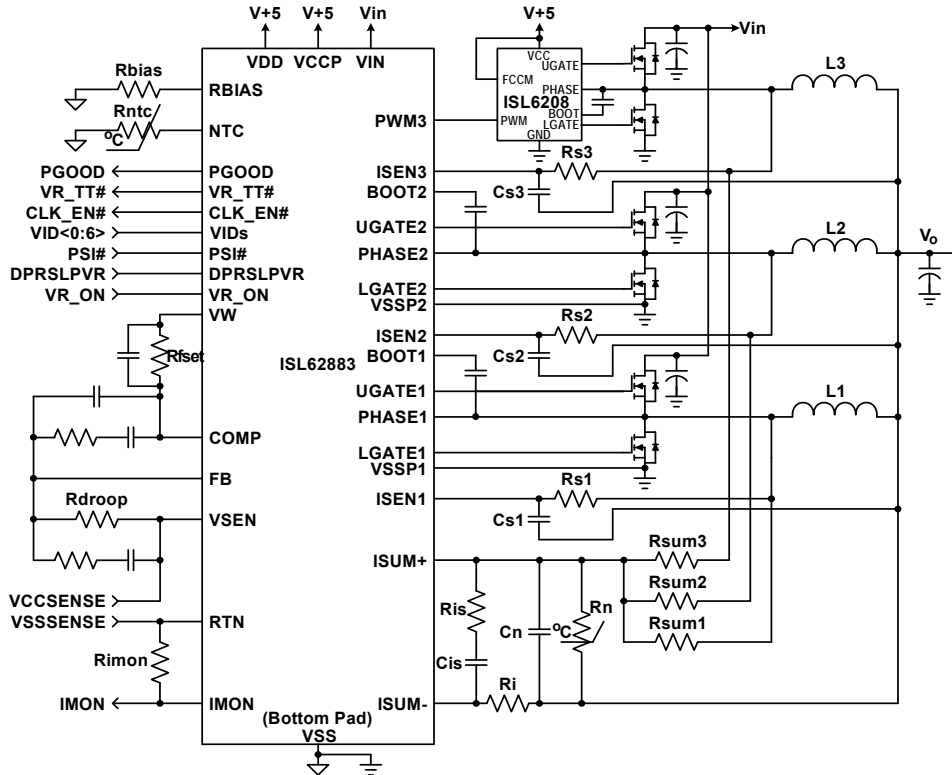 V+5
V+5
Vin
V+5
Vin
VDD
VCCP
VIN
Rbias
RBIAS
Rntc
°C
NTC
PGOOD
PGOOD
VR_TT#
VR_TT#
CLK_EN#
CLK_EN#
VID<0:6>
VIDs
PSI#
PSI#
DPRSLPVR
DPRSLPVR
VR_ON
VR_ON
VW
Rfset
ISL62883
COMP
FB
Rdroop
VSEN
VCCSENSE
VSSSENSE
RTN
Rimon
IMON
IMON
(Bottom Pad)
VSS
PWM3
VCC
UGATE
FCCM
PHASE
ISL6208
BOOT
PWM
LGATE
GND
L3
ISEN3
Rs3
Cs3
BOOT2
UGATE2
PHASE2
L2
Vo
LGATE2
VSSP2
ISEN2
Rs2
Cs2
BOOT1
UGATE1
PHASE1
L1
LGATE1
VSSP1
ISEN1
Rs1
Cs1
ISUM+
Rsum3
Rsum2
Rsum1
Ris
Cn
°C
Rn
Cis
Ri
ISUM-